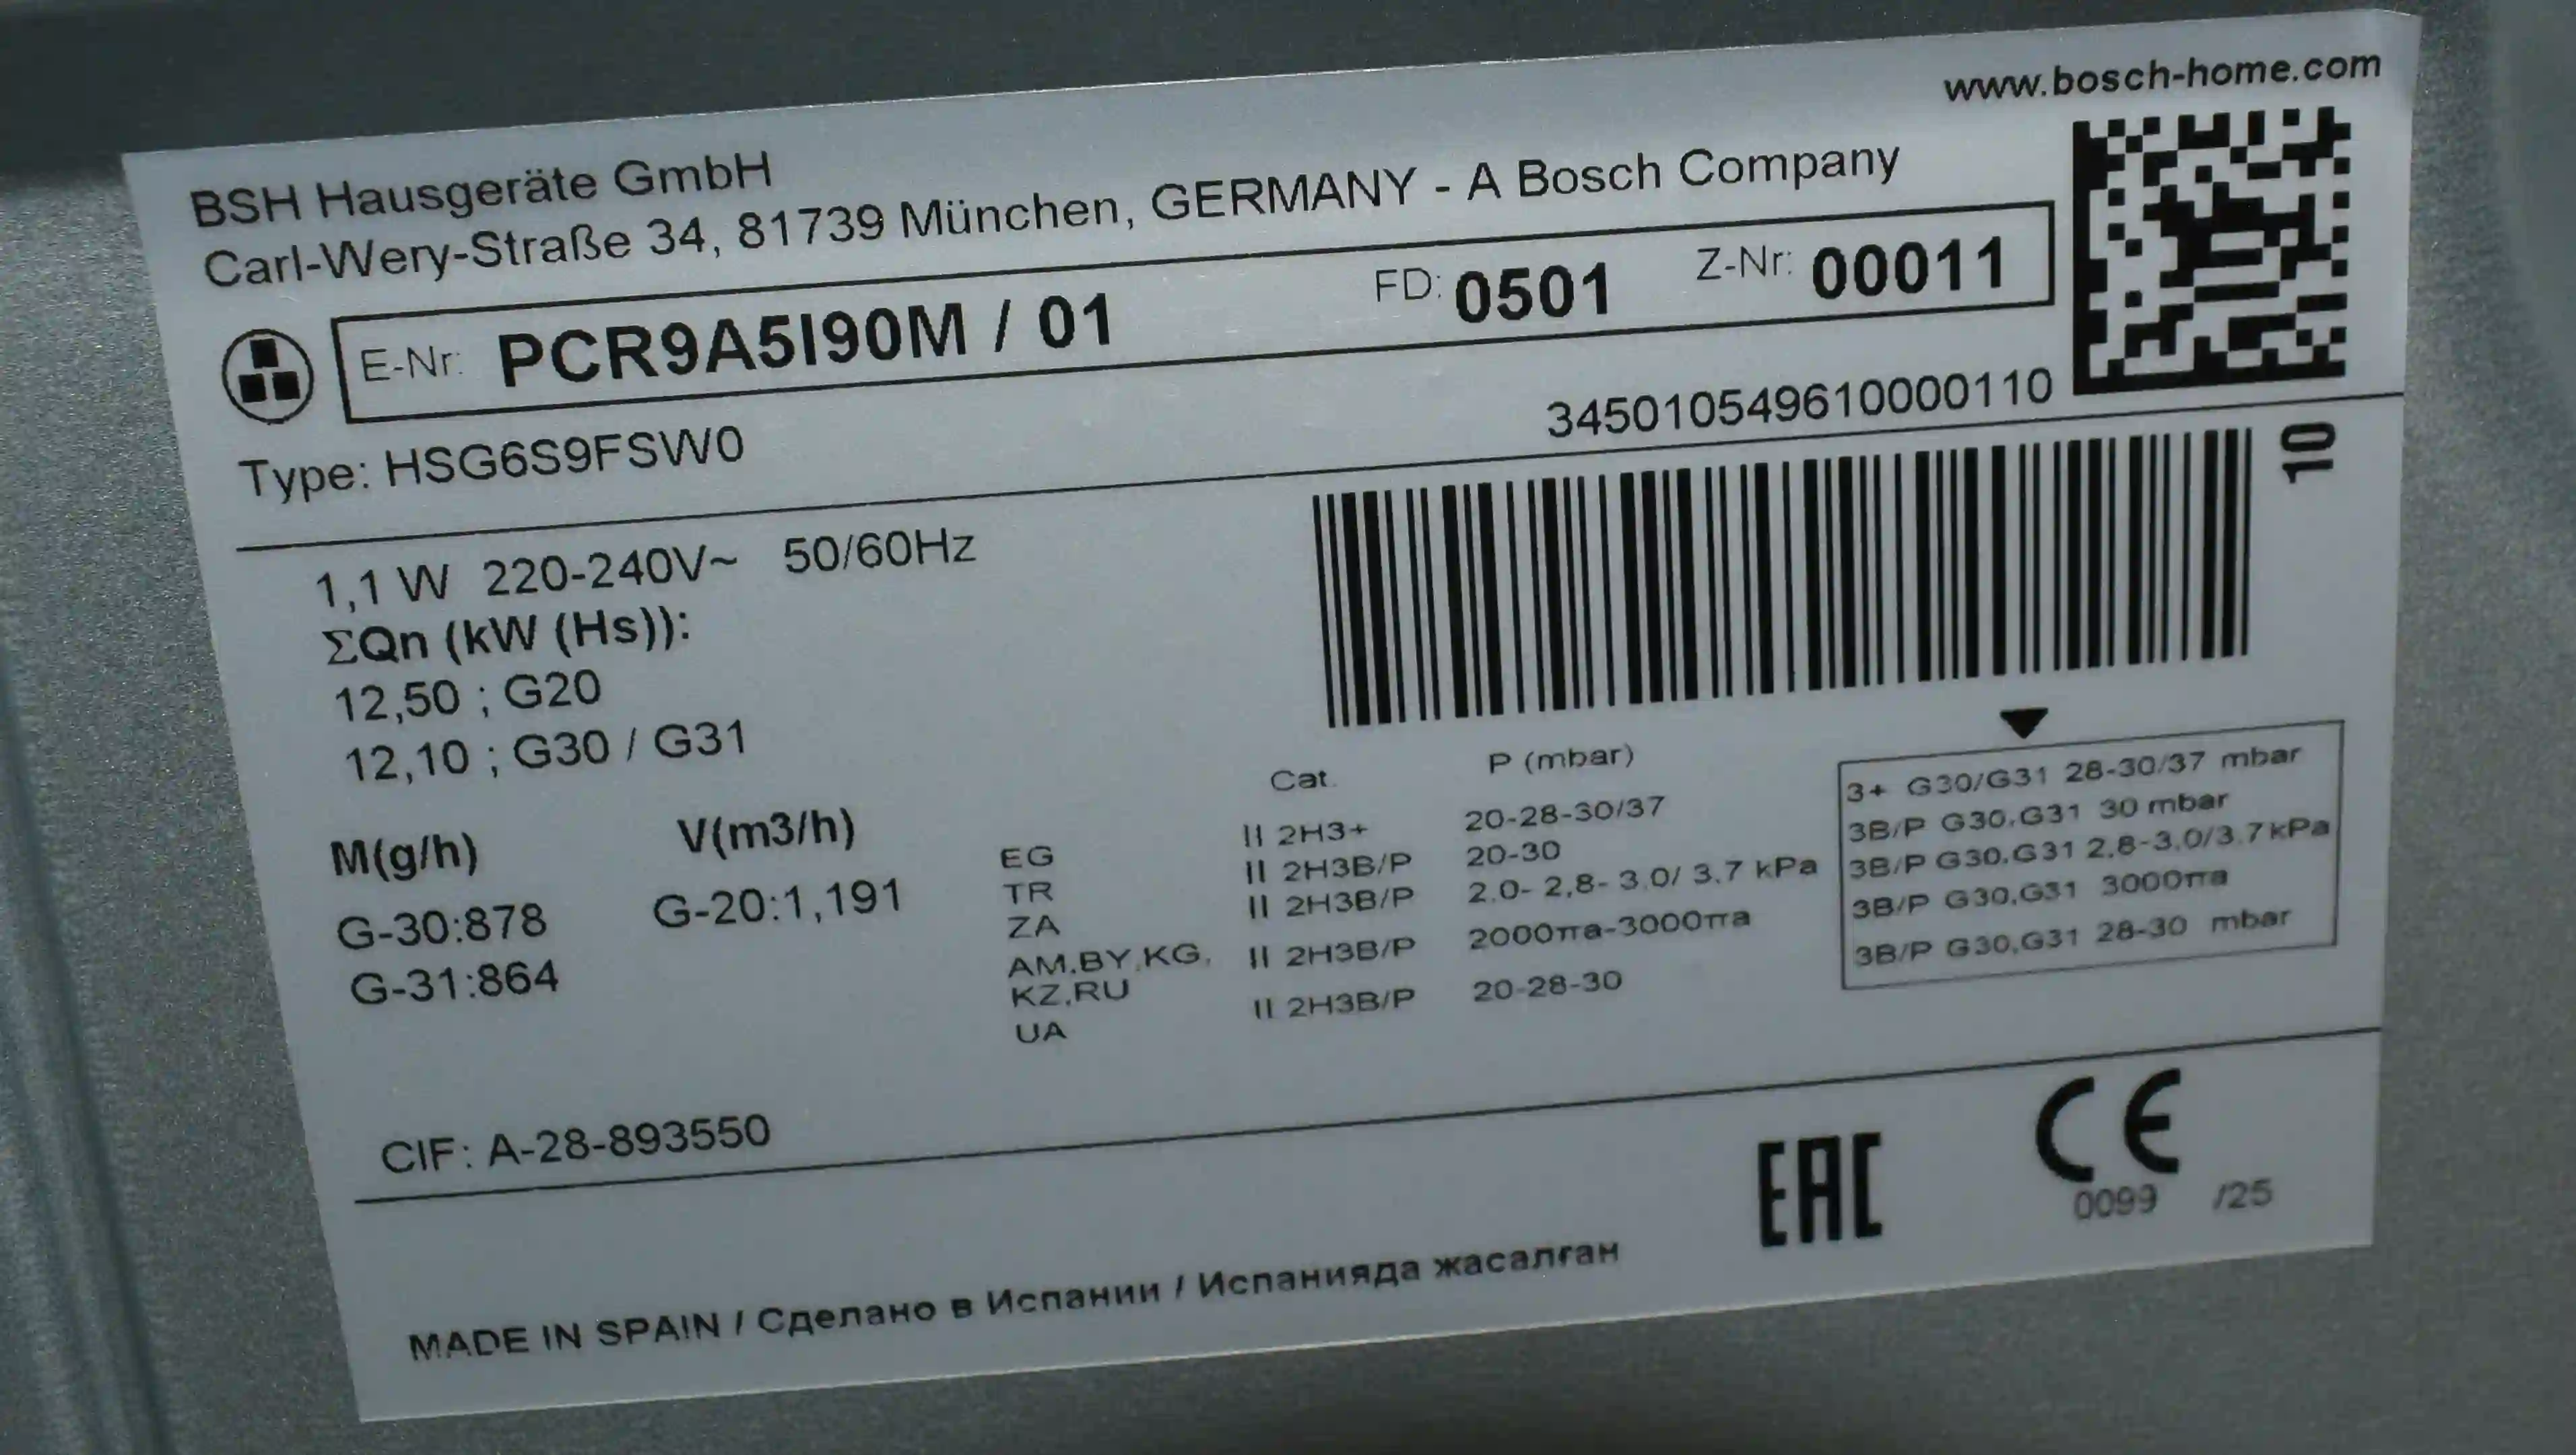 www.bosch-home.com
BSH Hausgeräte GmbH
Carl-Wery-Straße 34, 81739 München, GERMANY - A Bosch Company
E-Nr: PCR9A5I90M / 01 FD: 0501 Z-Nr: 00011
345010549610000110
Type: HSG6S9FSW0
10
1,1 W 220-240V~ 50/60Hz
ΣQn (kW (Hs)):
12,50 ; G20
12,10 ; G30 / G31
M(g/h) V(m3/h)
G-30:878 G-20:1,191
G-31:864
Cat. P (mbar)
EG II 2H3+ 20-28-30/37
TR II 2H3B/P 20-30
ZA II 2H3B/P 2.0- 2,8- 3.0/ 3.7 kPa
AM.BY.KG. II 2H3B/P 2000πа-3000πа
KZ.RU
UA II 2H3B/P 20-28-30
3+ G30/G31 28-30/37 mbar
3B/P G30.G31 30 mbar
3B/P G30.G31 2.8-3.0/3.7kPa
3B/P G30.G31 3000πа
3B/P G30.G31 28-30 mbar
CIF: A-28-893550
EAC CE
0099 /25
MADE IN SPAIN / Сделано в Испании / Испанияда жасалған